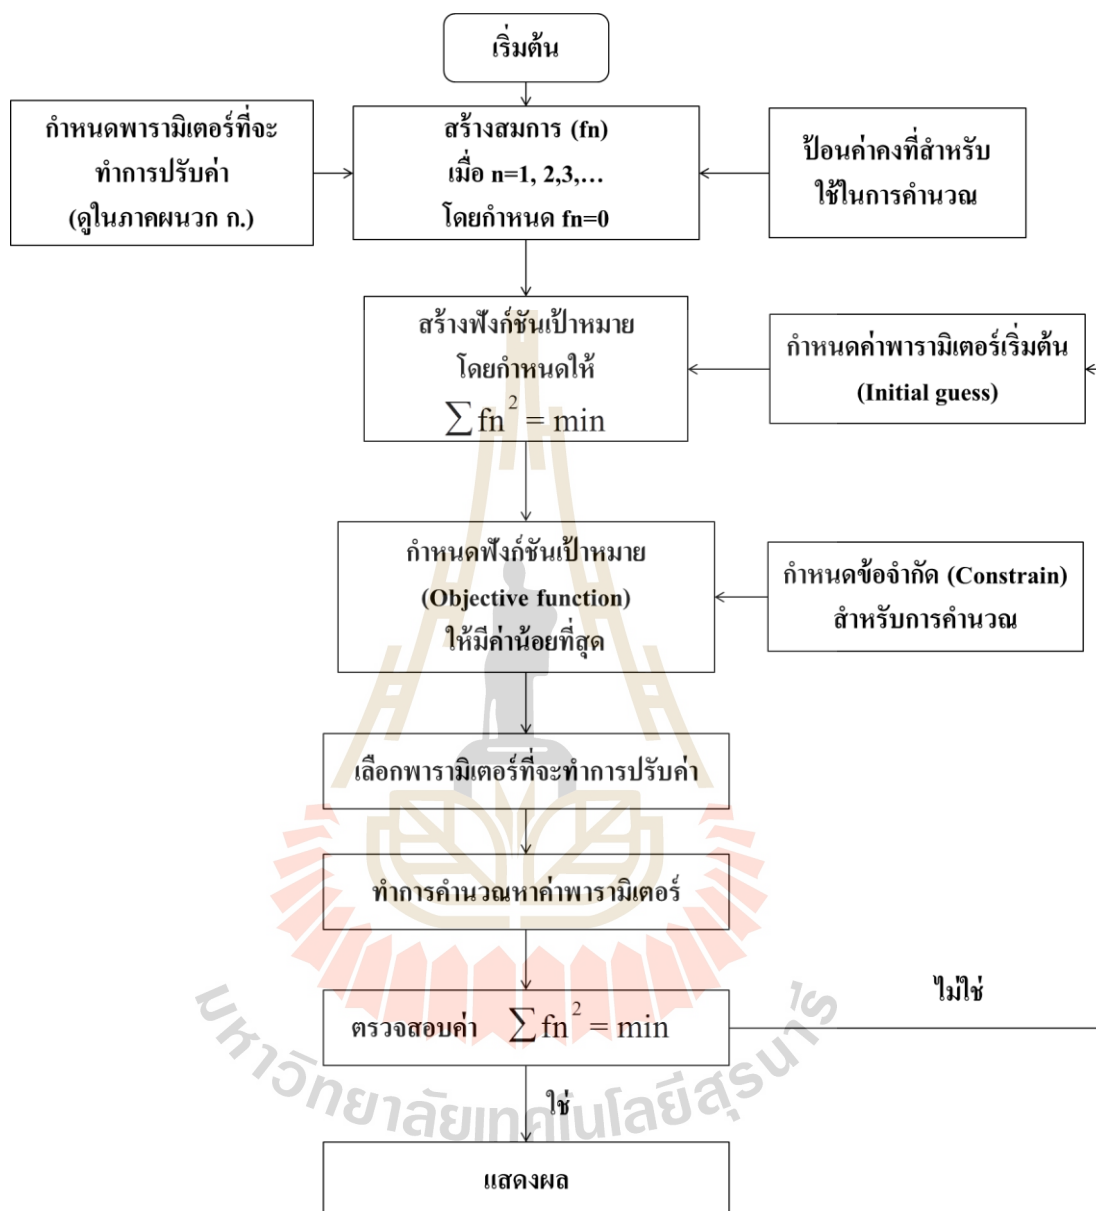 เริ่มต้น
กำหนดพารามิเตอร์ที่จะ
ทำการปรับค่า
(ดูในภาคผนวก ก.)
สร้างสมการ (fn)
เมื่อ n=1, 2,3,…
โดยกำหนด fn=0
ป้อนค่าคงที่สำหรับ
ใช้ในการคำนวณ
สร้างฟังก์ชันเป้าหมาย
โดยกำหนดให้
∑ fn² = min
กำหนดค่าพารามิเตอร์เริ่มต้น
(Initial guess)
กำหนดฟังก์ชันเป้าหมาย
(Objective function)
ให้มีค่าน้อยที่สุด
กำหนดข้อจำกัด (Constrain)
สำหรับการคำนวณ
เลือกพารามิเตอร์ที่จะทำการปรับค่า
ทำการคำนวณหาค่าพารามิเตอร์
ตรวจสอบค่า ∑ fn² = min
ไม่ใช่
ใช่
แสดงผล
มหาวิทยาลัยเทคโนโลยีสุรนารี